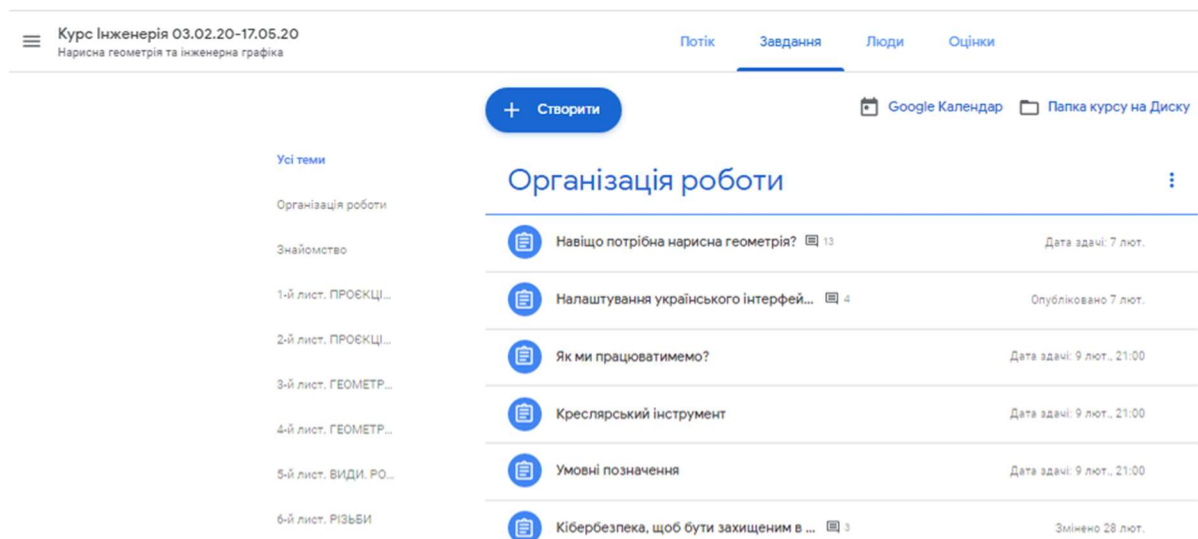 Курс Інженерія 03.02.20-17.05.20
Нарисна геометрія та інженерна графіка
Потік Завдання Люди Оцінки
Створити
Google Календар Папка курсу на Диску
Усі теми
Організація роботи
Знайомство
1-й лист. ПРОЄКЦІ...
2-й лист. ПРОЄКЦІ...
3-й лист. ГЕОМЕТР...
4-й лист. ГЕОМЕТР...
5-й лист. ВИДИ. РО...
6-й лист. РІЗЬБИ
Організація роботи
Навіщо потрібна нарисна геометрія? 13 Дата здачі: 7 лют.
Налаштування українського інтерфей... 4 Опубліковано 7 лют.
Як ми працюватимемо? Дата здачі: 9 лют., 21:00
Креслярський інструмент Дата здачі: 9 лют., 21:00
Умовні позначення Дата здачі: 9 лют., 21:00
Кібербезпека, щоб бути захищеним в ... 3 Змінено 28 лют.